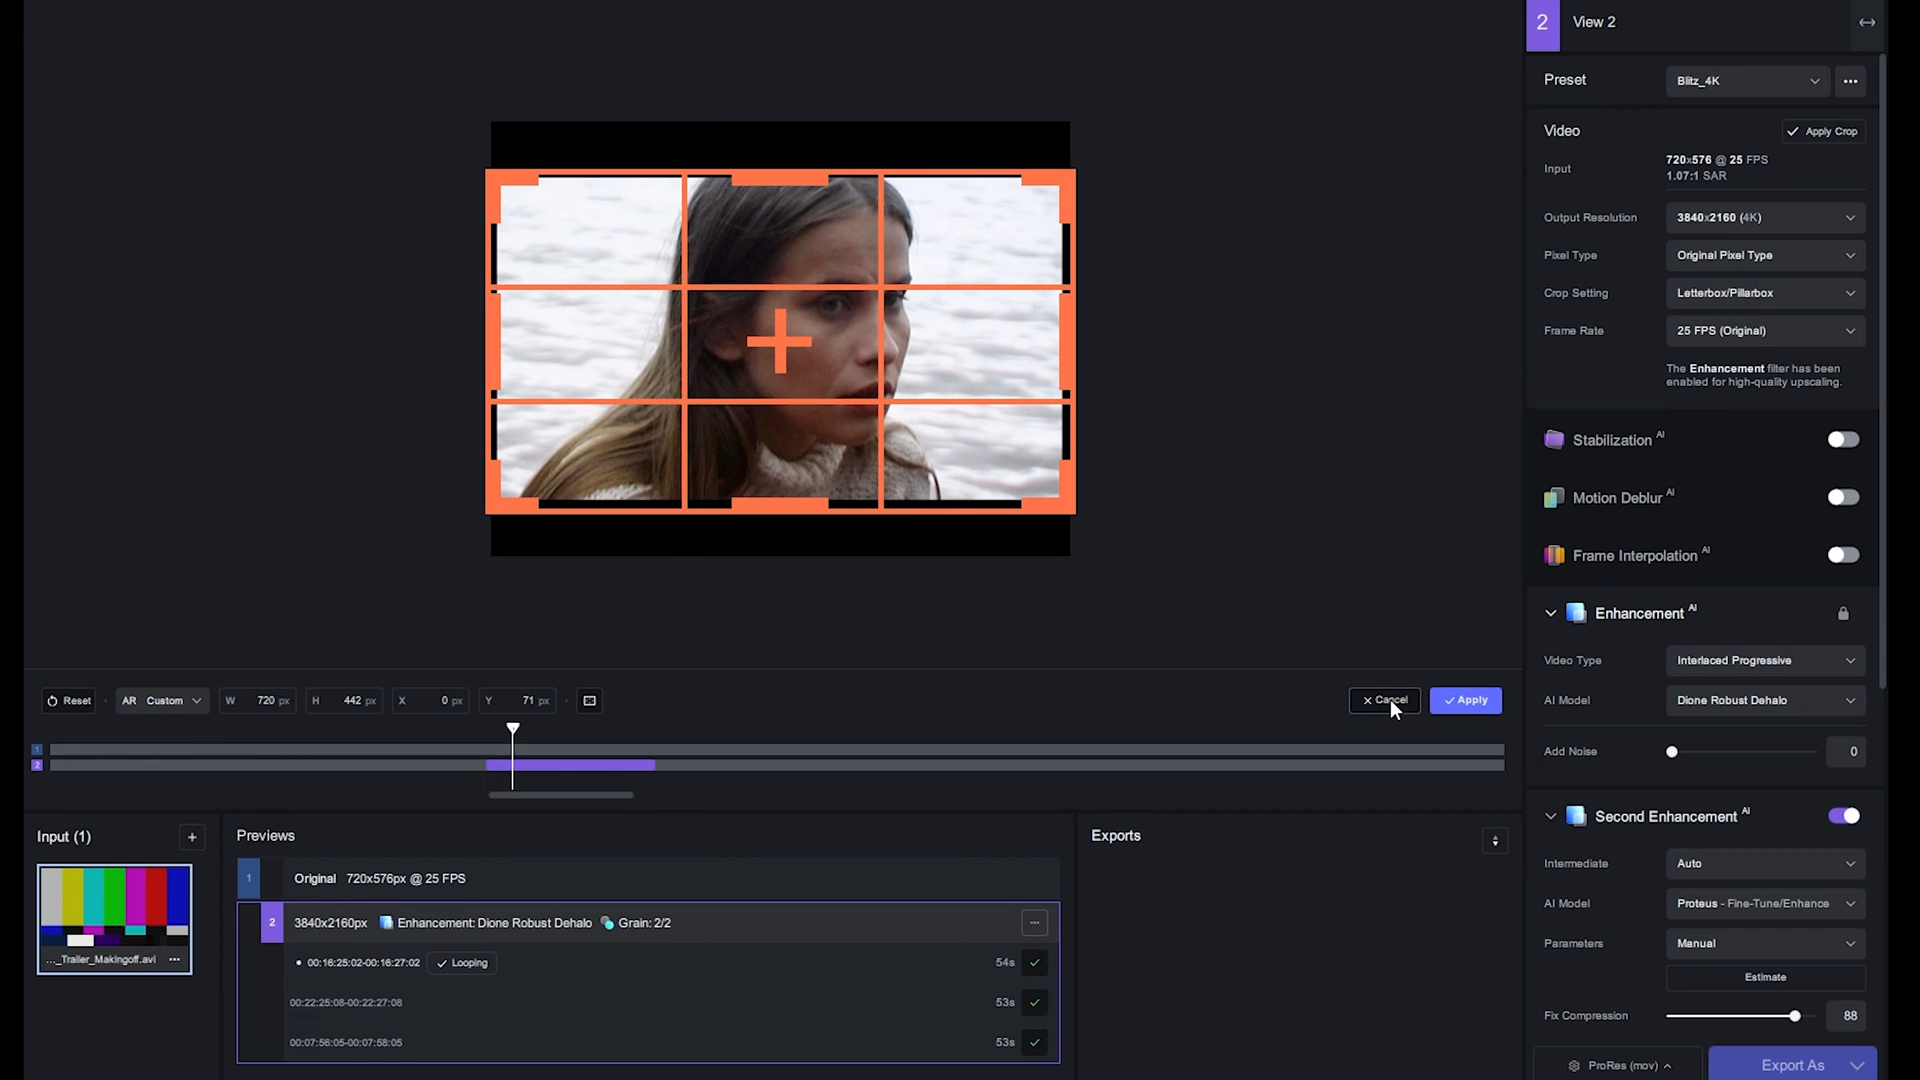 2 View 2
Preset Blitz_4K
Video Apply Crop
Input 720x576 @ 25 FPS
1.07:1 SAR
Output Resolution 3840x2160 (4K)
Pixel Type Original Pixel Type
Crop Setting Letterbox/Pillarbox
Frame Rate 25 FPS (Original)
The Enhancement filter has been
enabled for high-quality upscaling.
Stabilization AI
Motion Deblur AI
Frame Interpolation AI
Enhancement AI
Video Type Interlaced Progressive
AI Model Dione Robust Dehalo
Add Noise 0
Second Enhancement AI
Intermediate Auto
AI Model Proteus - Fine-Tune/Enhance
Parameters Manual
Estimate
Fix Compression 88
ProRes (mov) Export As
Reset AR Custom W 720 px H 442 px X 0 px Y 71 px Cancel Apply
1
2
Input (1) +
..._Trailer_Makingoff.avi ...
Previews
1 Original 720x576px @ 25 FPS
2 3840x2160px Enhancement: Dione Robust Dehalo Grain: 2/2
00:16:25:02-00:16:27:02 Looping 54s
00:22:25:08-00:22:27:08 53s
00:07:56:05-00:07:58:05 53s
Exports